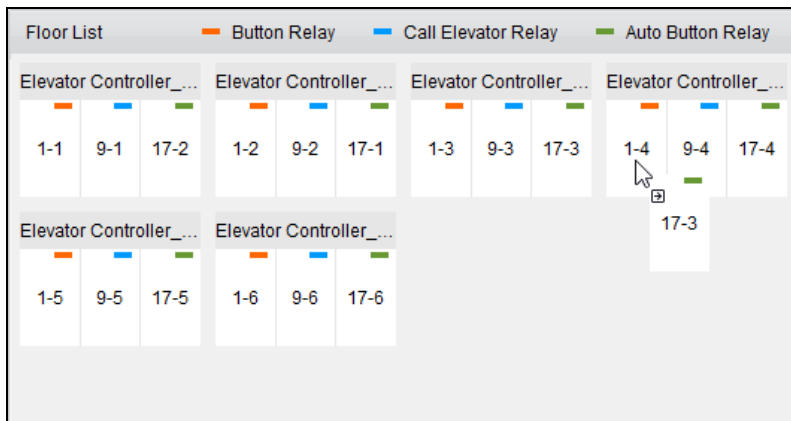 Floor List Button Relay Call Elevator Relay Auto Button Relay
Elevator Controller_... Elevator Controller_... Elevator Controller_... Elevator Controller_...
1-1 9-1 17-2 1-2 9-2 17-1 1-3 9-3 17-3 1-4 9-4 17-4
17-3
Elevator Controller_... Elevator Controller_...
1-5 9-5 17-5 1-6 9-6 17-6